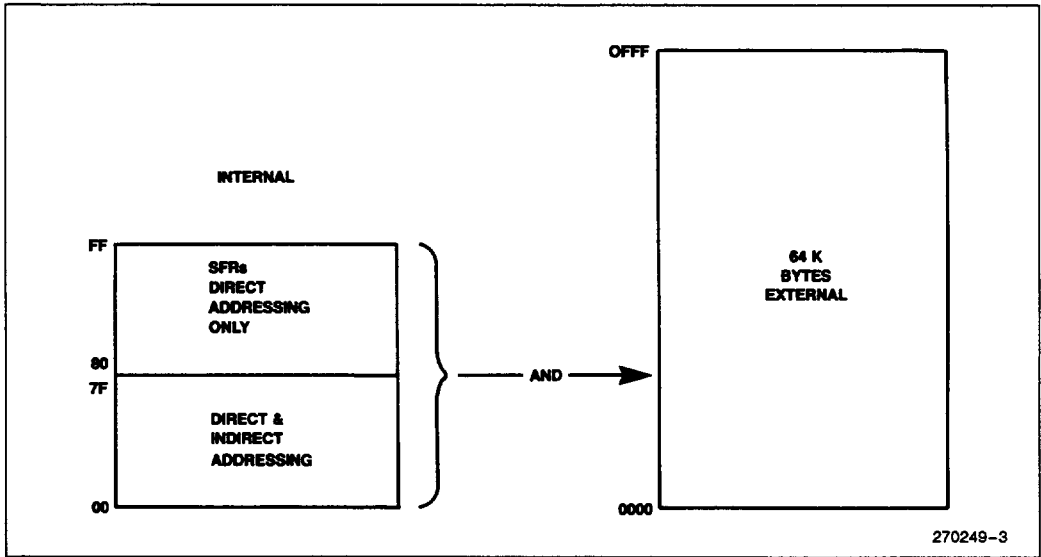 INTERNAL
FF
SFRs
DIRECT
ADDRESSING
ONLY
80
7F
DIRECT &
INDIRECT
ADDRESSING
00
AND
OFFF
64 K
BYTES
EXTERNAL
0000
270249-3